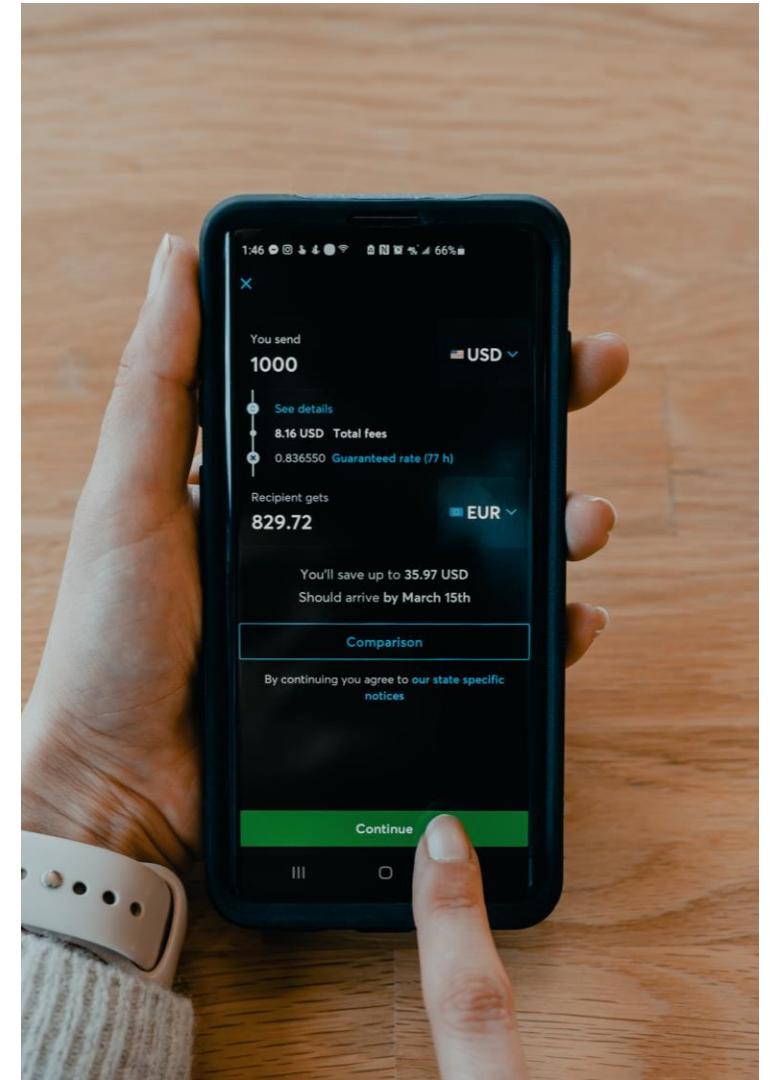 1:46 66%
You send
1000 USD
See details
8.16 USD Total fees
0.836550 Guaranteed rate (77 h)
Recipient gets
829.72 EUR
You'll save up to 35.97 USD
Should arrive by March 15th
Comparison
By continuing you agree to our state specific
notices
Continue